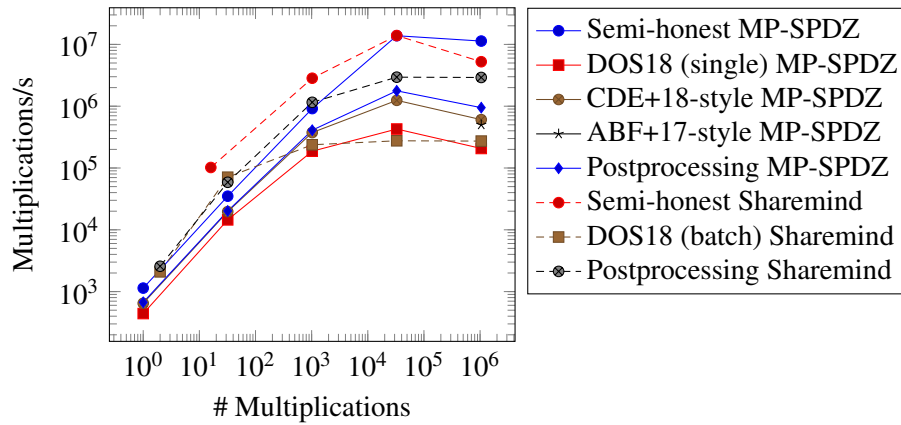 10^7
10^6
10^5
10^4
10^3
Multiplications/s
10^0 10^1 10^2 10^3 10^4 10^5 10^6
# Multiplications
Semi-honest MP-SPDZ
DOS18 (single) MP-SPDZ
CDE+18-style MP-SPDZ
ABF+17-style MP-SPDZ
Postprocessing MP-SPDZ
Semi-honest Sharemind
DOS18 (batch) Sharemind
Postprocessing Sharemind